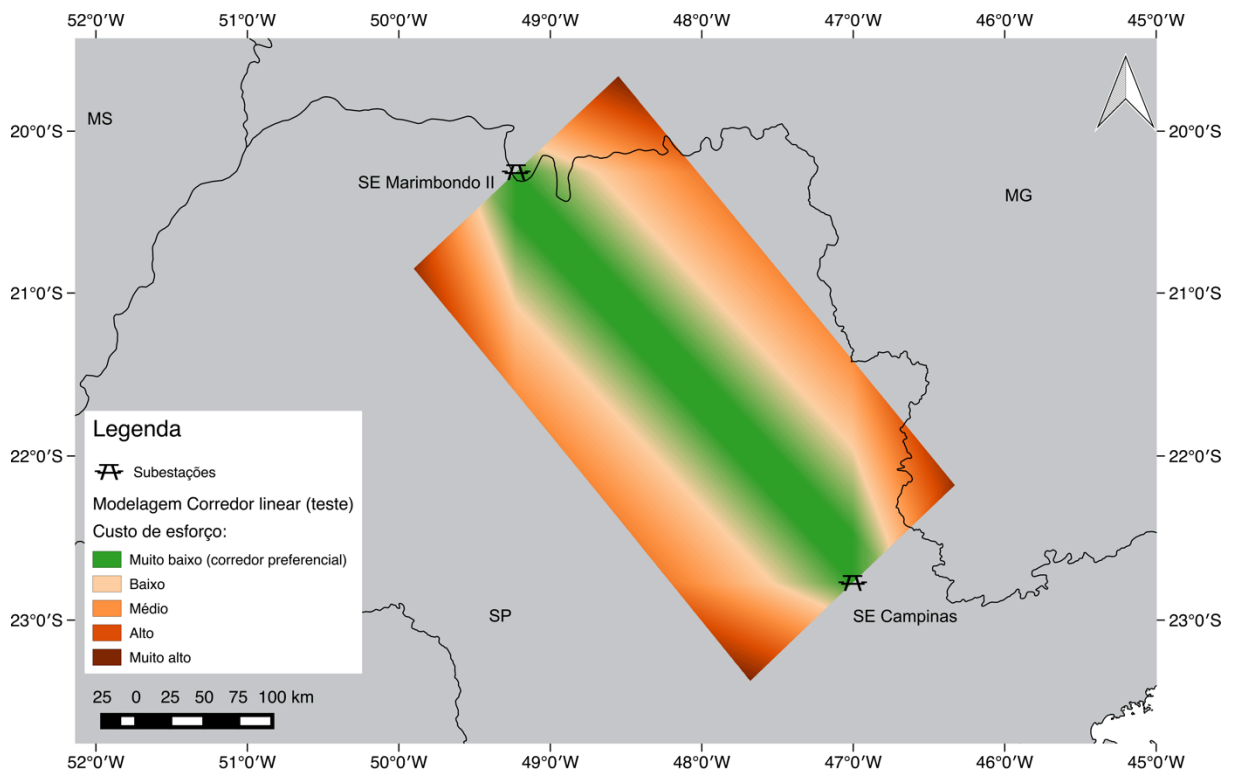 52°0'W 51°0'W 50°0'W 49°0'W 48°0'W 47°0'W 46°0'W 45°0'W
MS
20°0'S 20°0'S
SE Marimbondo II
MG
21°0'S 21°0'S
22°0'S 22°0'S
Legenda
Subestações
Modelagem Corredor linear (teste)
Custo de esforço:
Muito baixo (corredor preferencial)
Baixo
Médio
Alto
Muito alto
SP
SE Campinas
23°0'S 23°0'S
25 0 25 50 75 100 km
52°0'W 51°0'W 50°0'W 49°0'W 48°0'W 47°0'W 46°0'W 45°0'W